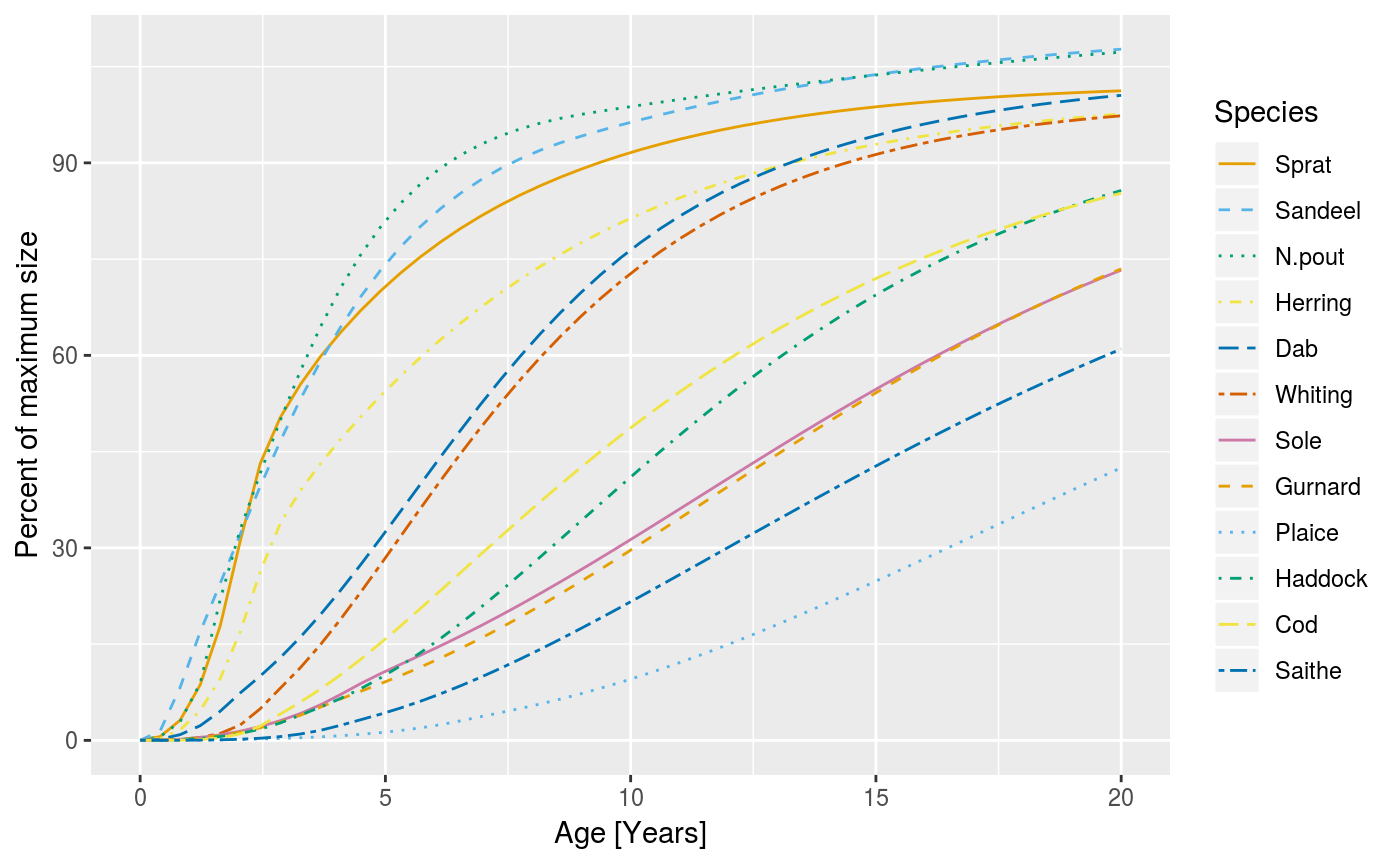 Percent of maximum size
90
60
30
0
0 5 10 15 20
Age [Years]
Species
Sprat
Sandeel
N.pout
Herring
Dab
Whiting
Sole
Gurnard
Plaice
Haddock
Cod
Saithe